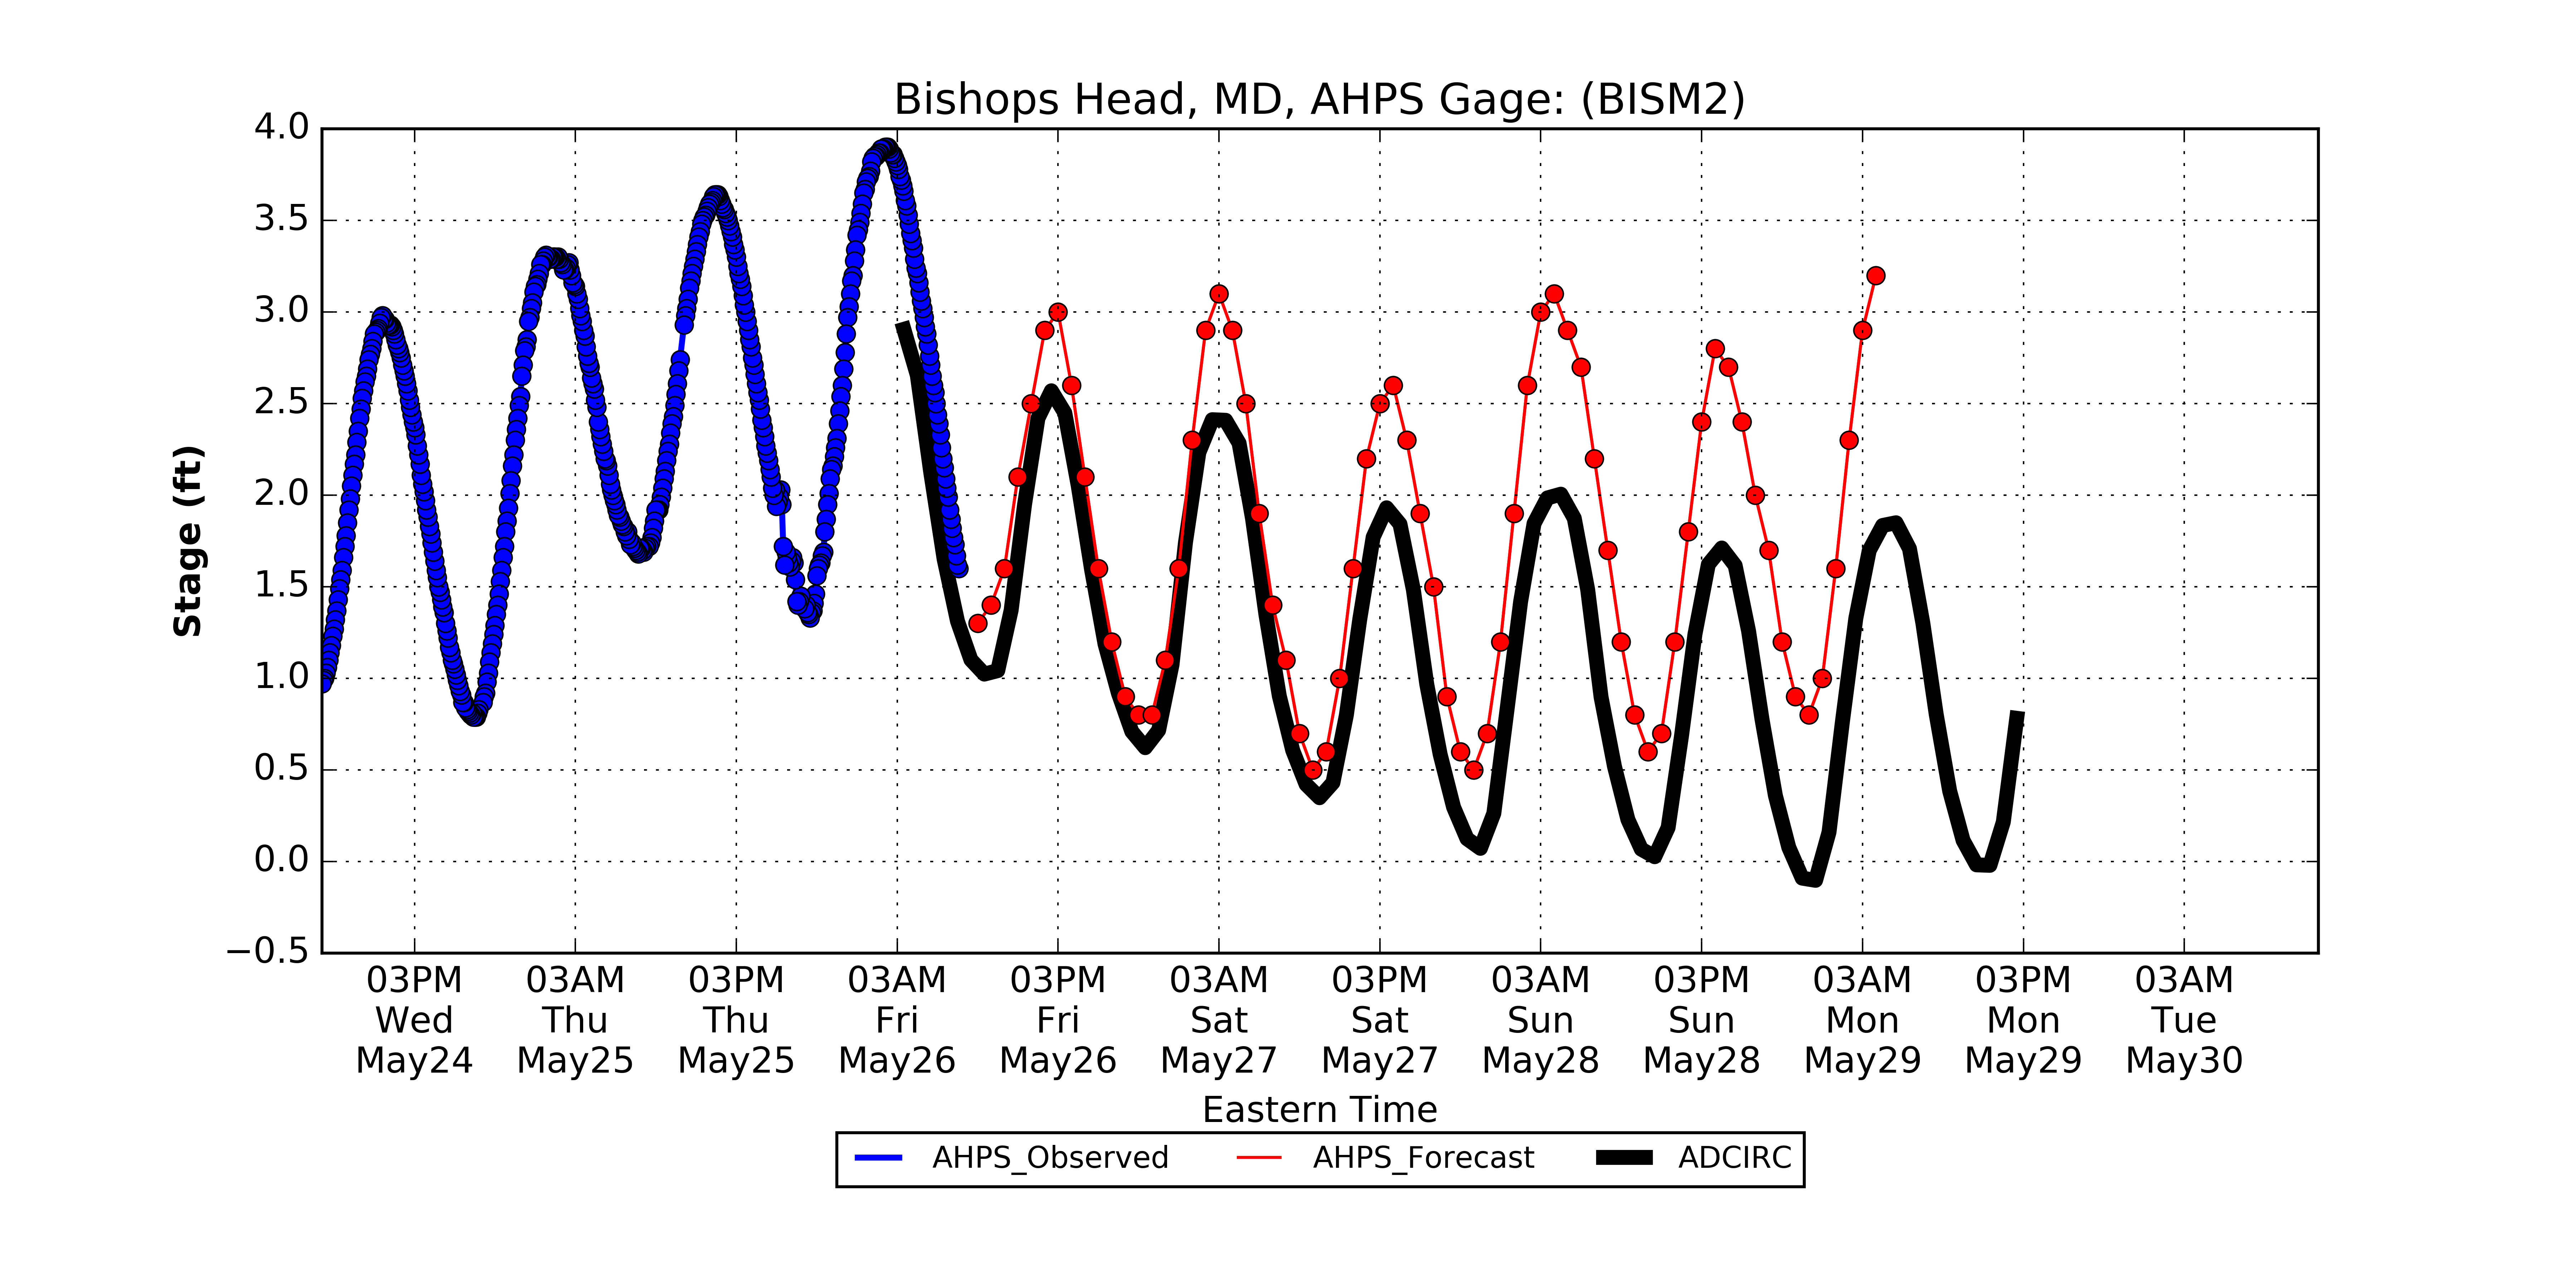 Bishops Head, MD, AHPS Gage: (BISM2)
4.0
3.5
3.0
2.5
2.0
1.5
1.0
0.5
0.0
−0.5
Stage (ft)
03PM 03AM 03PM 03AM 03PM 03AM 03PM 03AM 03PM 03AM 03PM 03AM
Wed Thu Thu Fri Fri Sat Sat Sun Sun Mon Mon Tue
May24 May25 May25 May26 May26 May27 May27 May28 May28 May29 May29 May30
Eastern Time
AHPS_Observed AHPS_Forecast ADCIRC